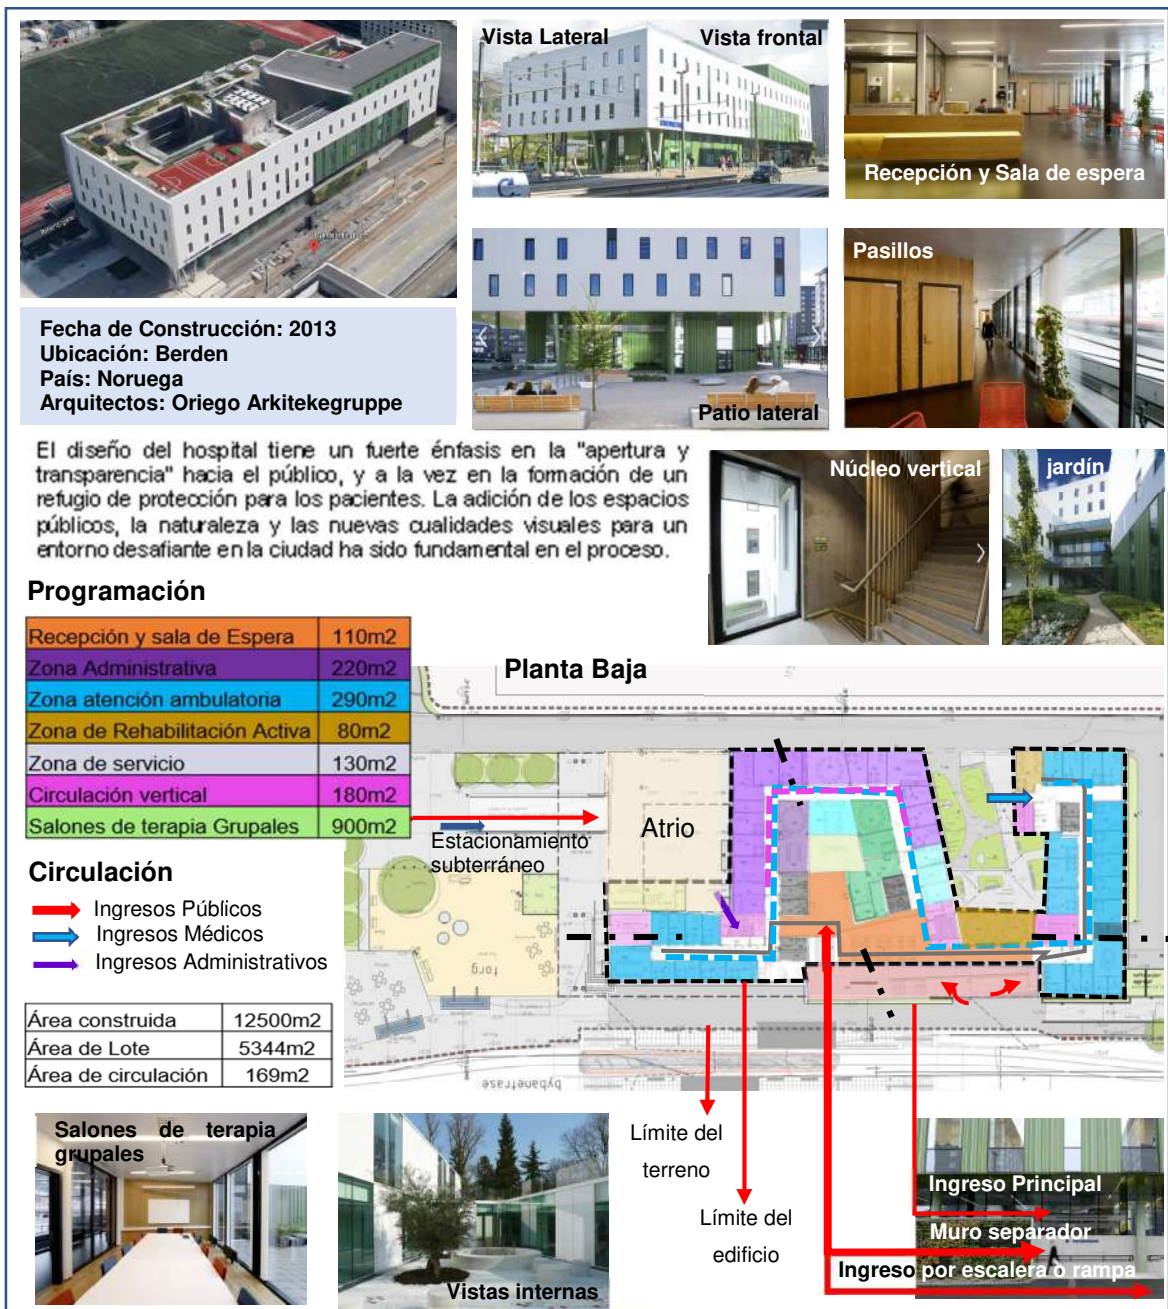 Vista Lateral
Vista frontal
Recepción y Sala de espera
Fecha de Construcción: 2013
Ubicación: Berden
País: Noruega
Arquitectos: Oriego Arkitekegruppe
Patio lateral
Pasillos
El diseño del hospital tiene un fuerte énfasis en la "apertura y
transparencia" hacia el público, y a la vez en la formación de un
refugio de protección para los pacientes. La adición de los espacios
públicos, la naturaleza y las nuevas cualidades visuales para un
entorno desafiante en la ciudad ha sido fundamental en el proceso.
Núcleo vertical
jardín
Programación
Recepción y sala de Espera 110m2
Zona Administrativa 220m2
Zona atención ambulatoria 290m2
Zona de Rehabilitación Activa 80m2
Zona de servicio 130m2
Circulación vertical 180m2
Salones de terapia Grupales 900m2
Planta Baja
Atrio
Estacionamiento
subterráneo
torg
bybanetrase
Circulación
Ingresos Públicos
Ingresos Médicos
Ingresos Administrativos
Área construida 12500m2
Área de Lote 5344m2
Área de circulación 169m2
Límite del
terreno
Límite del
edificio
Salones de terapia
grupales
Vistas internas
Ingreso Principal
Muro separador
Ingreso por escalera o rampa